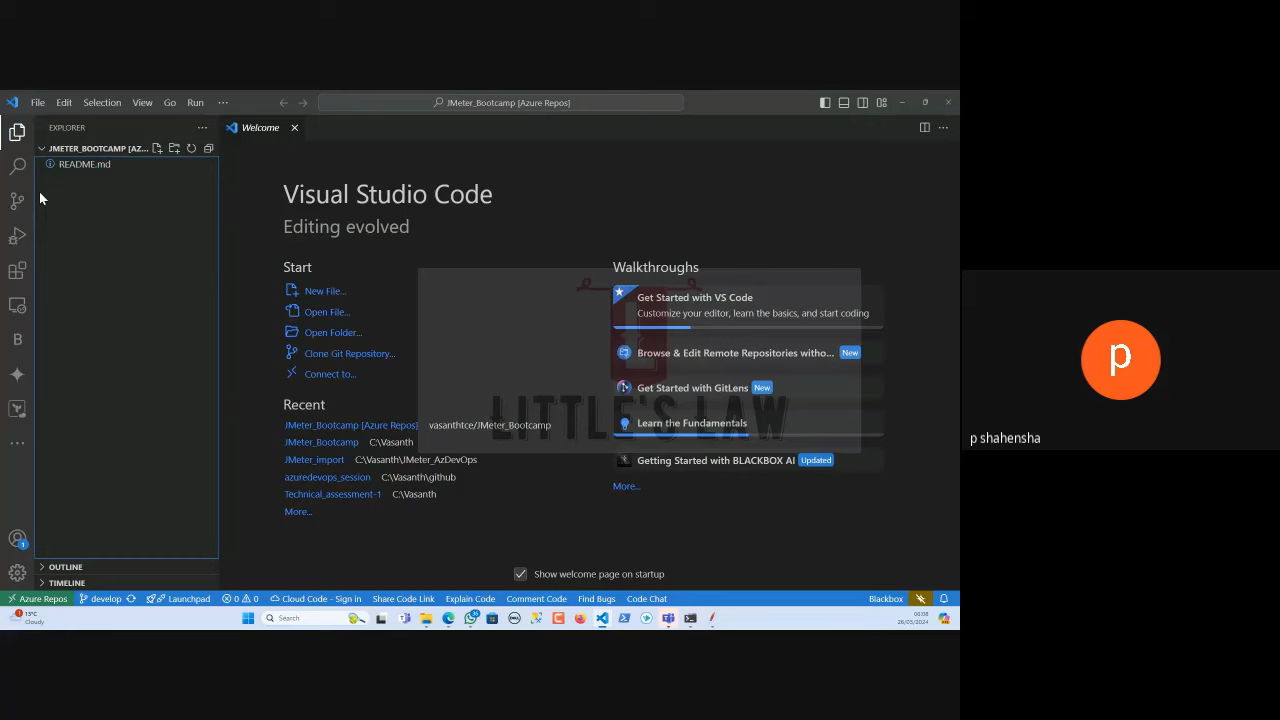 File Edit Selection View Go Run ···
JMeter_Bootcamp [Azure Repos]
EXPLORER ···
Welcome
JMETER_BOOTCAMP [AZ...
README.md
Visual Studio Code
Editing evolved
Start
New File...
Open File...
Open Folder...
Clone Git Repository...
Connect to...
Recent
JMeter_Bootcamp [Azure Repos] vasanthtce/JMeter_Bootcamp
JMeter_Bootcamp C:\Vasanth
JMeter_import C:\Vasanth\JMeter_AzDevOps
azuredevops_session C:\Vasanth\github
Technical_assessment-1 C:\Vasanth
More...
Walkthroughs
Get Started with VS Code
Customize your editor, learn the basics, and start coding
Browse & Edit Remote Repositories witho... New
Get Started with GitLens New
Learn the Fundamentals
Getting Started with BLACKBOX AI Updated
More...
LITTLE'S LAW
Show welcome page on startup
OUTLINE
TIMELINE
Azure Repos develop Launchpad 0 0 Cloud Code - Sign in Share Code Link Explain Code Comment Code Find Bugs Code Chat Blackbox
13°C
Cloudy
Search
06:08
26/05/2024
p
p shahensha